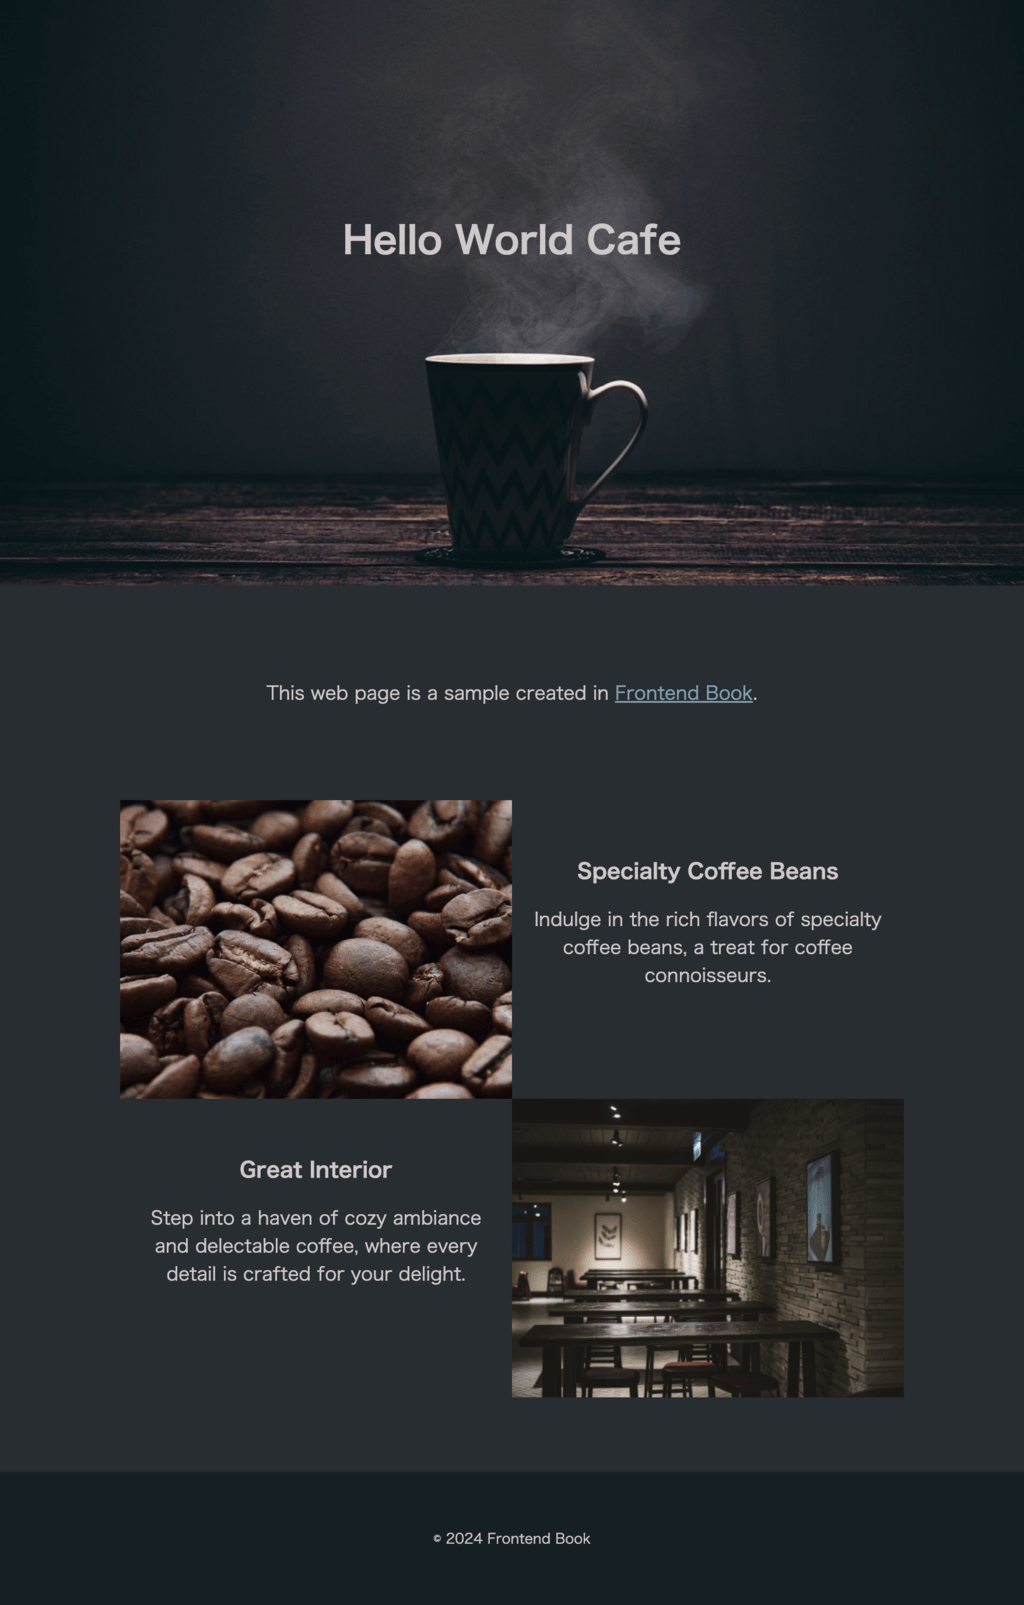 Hello World Cafe
This web page is a sample created in Frontend Book.
Specialty Coffee Beans
Indulge in the rich flavors of specialty
coffee beans, a treat for coffee
connoisseurs.
Great Interior
Step into a haven of cozy ambiance
and delectable coffee, where every
detail is crafted for your delight.
© 2024 Frontend Book